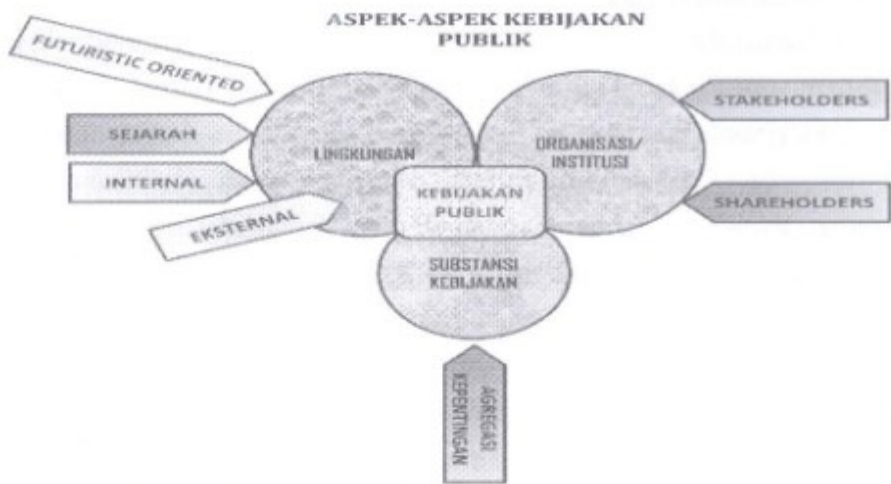 ASPEK-ASPEK KEBIJAKAN
PUBLIK
FUTURISTIC ORIENTED
SEJARAH
INTERNAL
EKSTERNAL
LINGKUNGAN
ORGANISASI/
INSTITUSI
KEBIJAKAN
PUBLIK
SUBSTANSI
KEBIJAKAN
STAKEHOLDERS
SHAREHOLDERS
AGREGASI
KEPENTINGAN